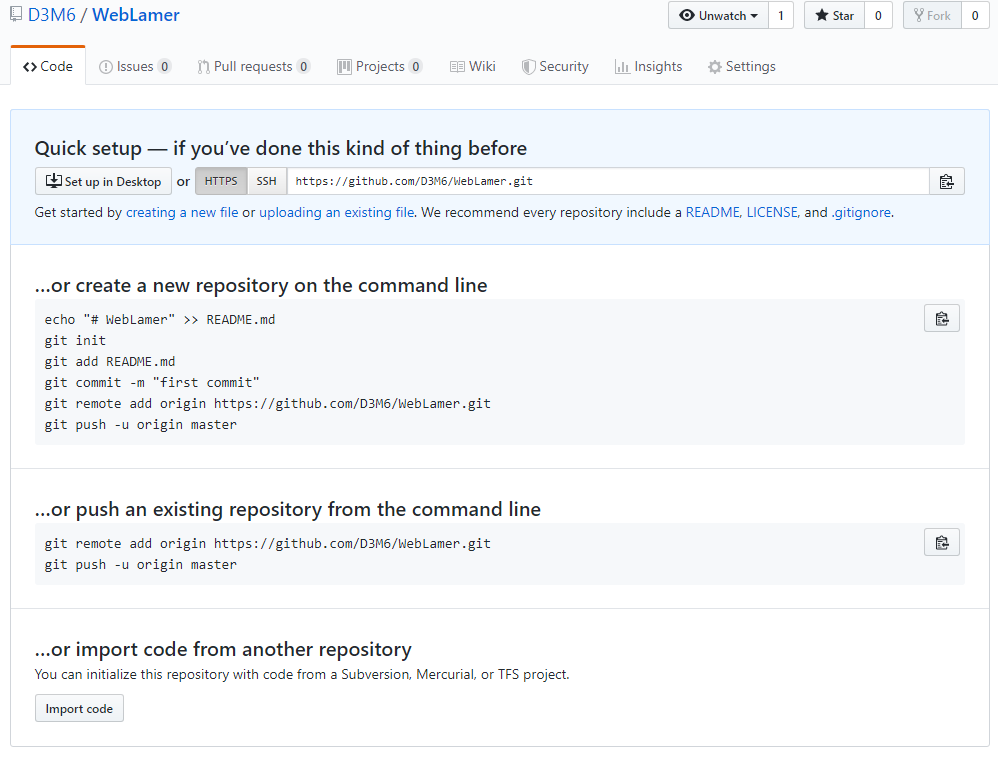 D3M6 / WebLamer
Unwatch 1 Star 0 Fork 0
Code Issues 0 Pull requests 0 Projects 0 Wiki Security Insights Settings
Quick setup — if you’ve done this kind of thing before
Set up in Desktop or HTTPS SSH https://github.com/D3M6/WebLamer.git
Get started by creating a new file or uploading an existing file. We recommend every repository include a README, LICENSE, and .gitignore.
…or create a new repository on the command line
echo "# WebLamer" >> README.md
git init
git add README.md
git commit -m "first commit"
git remote add origin https://github.com/D3M6/WebLamer.git
git push -u origin master
…or push an existing repository from the command line
git remote add origin https://github.com/D3M6/WebLamer.git
git push -u origin master
…or import code from another repository
You can initialize this repository with code from a Subversion, Mercurial, or TFS project.
Import code